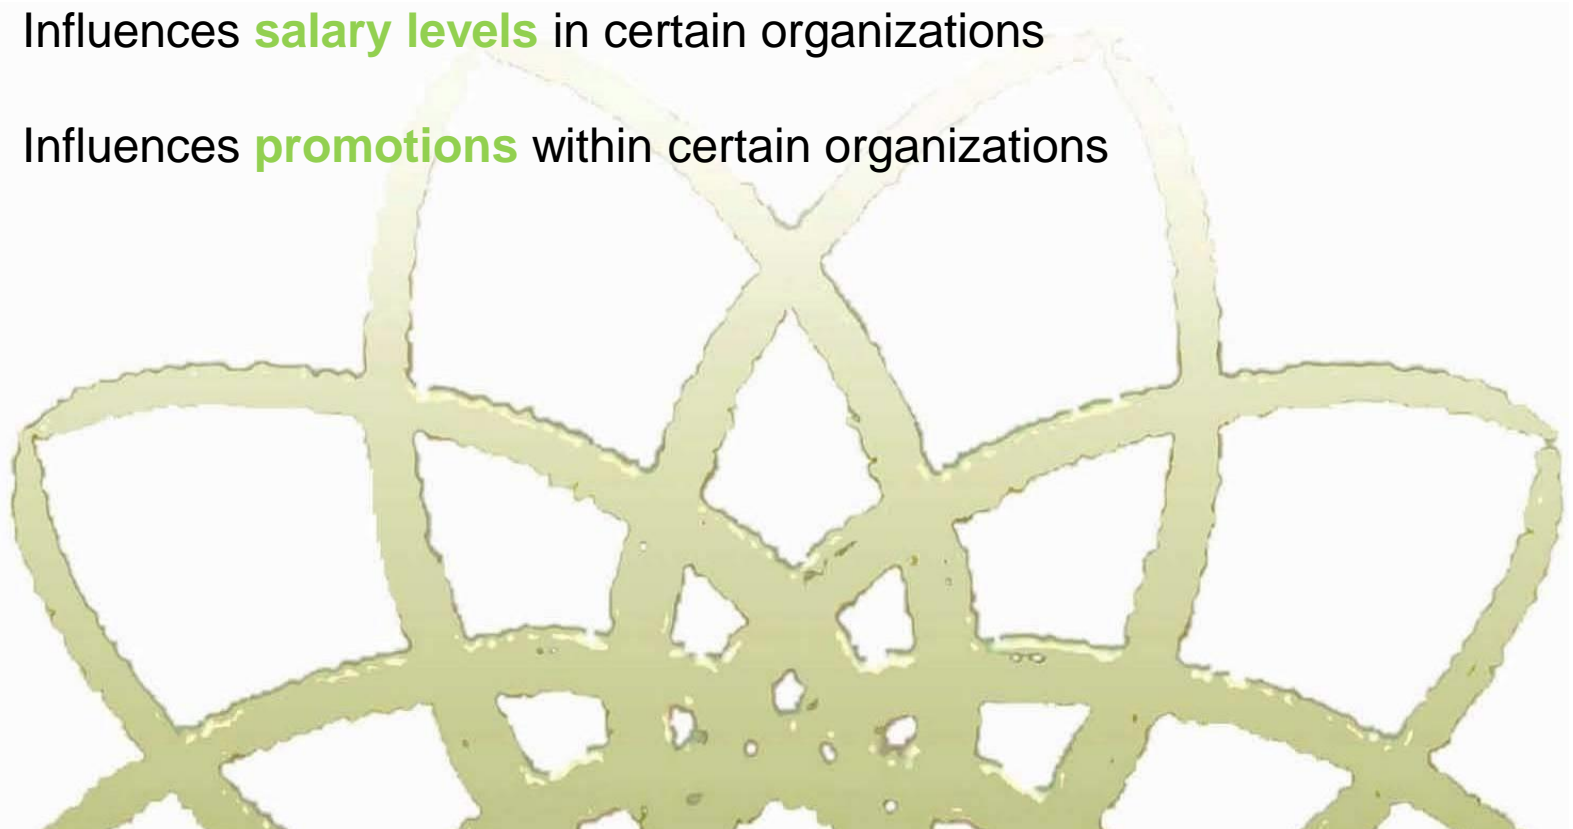 Influences salary levels in certain organizations
Influences promotions within certain organizations